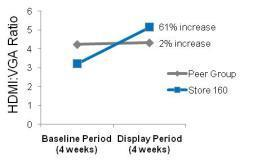 HDMI:VGA Ratio
6
5
4
3
2
1
0
61% increase
2% increase
Peer Group
Store 160
Baseline Period
(4 weeks)
Display Period
(4 weeks)